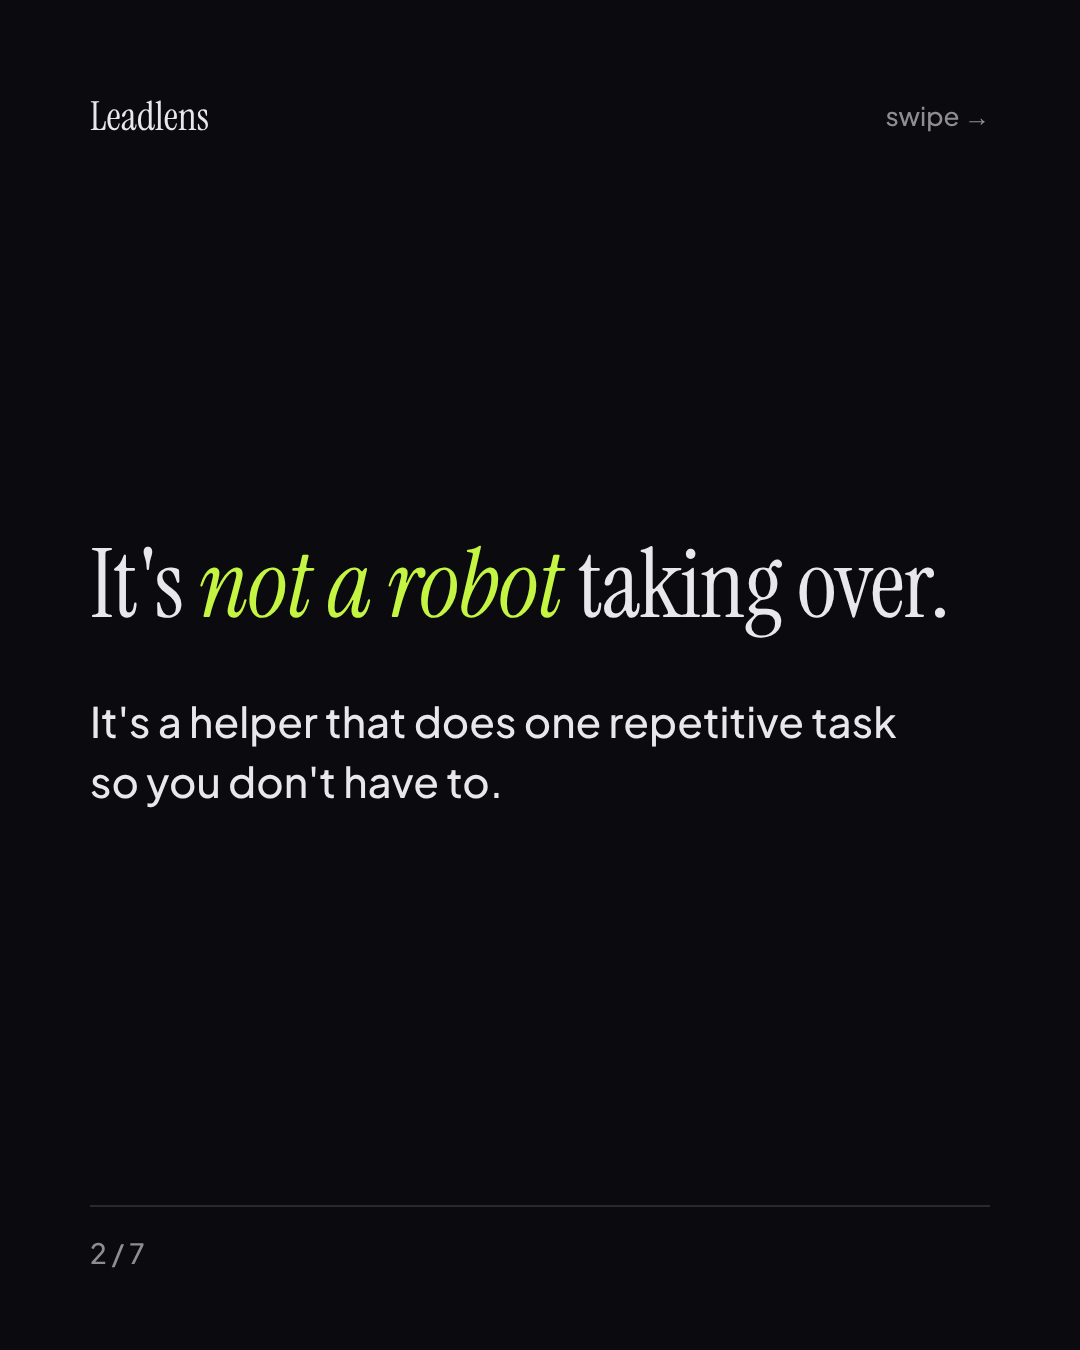 Leadlens
swipe →
It's not a robot taking over.
It's a helper that does one repetitive task
so you don't have to.
2 / 7